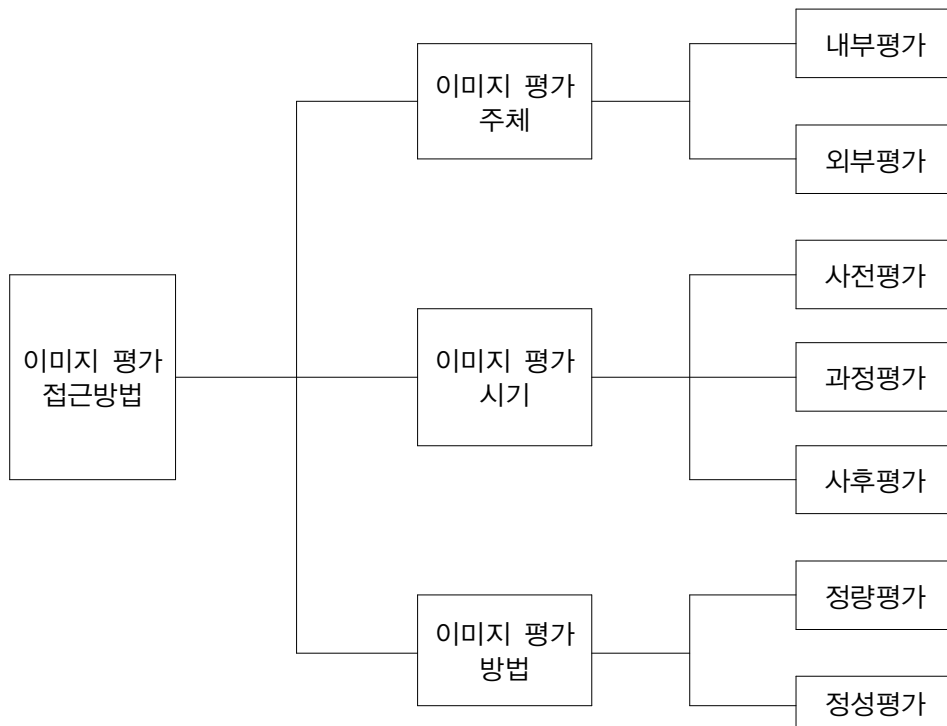 이미지 평가
접근방법
이미지 평가
주체
내부평가
외부평가
이미지 평가
시기
사전평가
과정평가
사후평가
이미지 평가
방법
정량평가
정성평가